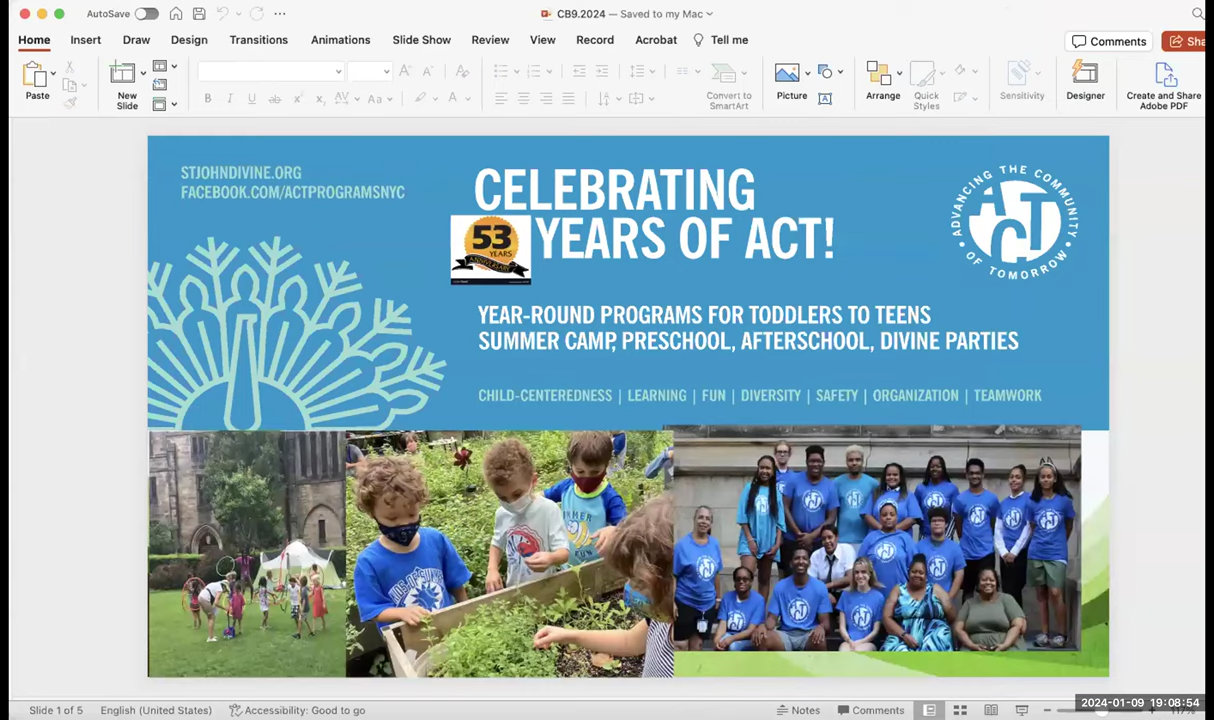 AutoSave
CB9.2024 — Saved to my Mac
Home Insert Draw Design Transitions Animations Slide Show Review View Record Acrobat Tell me
Comments
Sha
Paste
New
Slide
Convert to
SmartArt
Picture
Arrange
Quick
Styles
Sensitivity
Designer
Create and Share
Adobe PDF
STJOHNDIVINE.ORG
FACEBOOK.COM/ACTPROGRAMSNYC
CELEBRATING
53
YEARS
ANNIVERSARY
YEARS OF ACT!
ADVANCING THE COMMUNITY
ACT
OF TOMORROW
YEAR-ROUND PROGRAMS FOR TODDLERS TO TEENS
SUMMER CAMP, PRESCHOOL, AFTERSCHOOL, DIVINE PARTIES
CHILD-CENTEREDNESS | LEARNING | FUN | DIVERSITY | SAFETY | ORGANIZATION | TEAMWORK
Slide 1 of 5
English (United States)
Accessibility: Good to go
Notes
Comments
2024-01-09 19:08:54